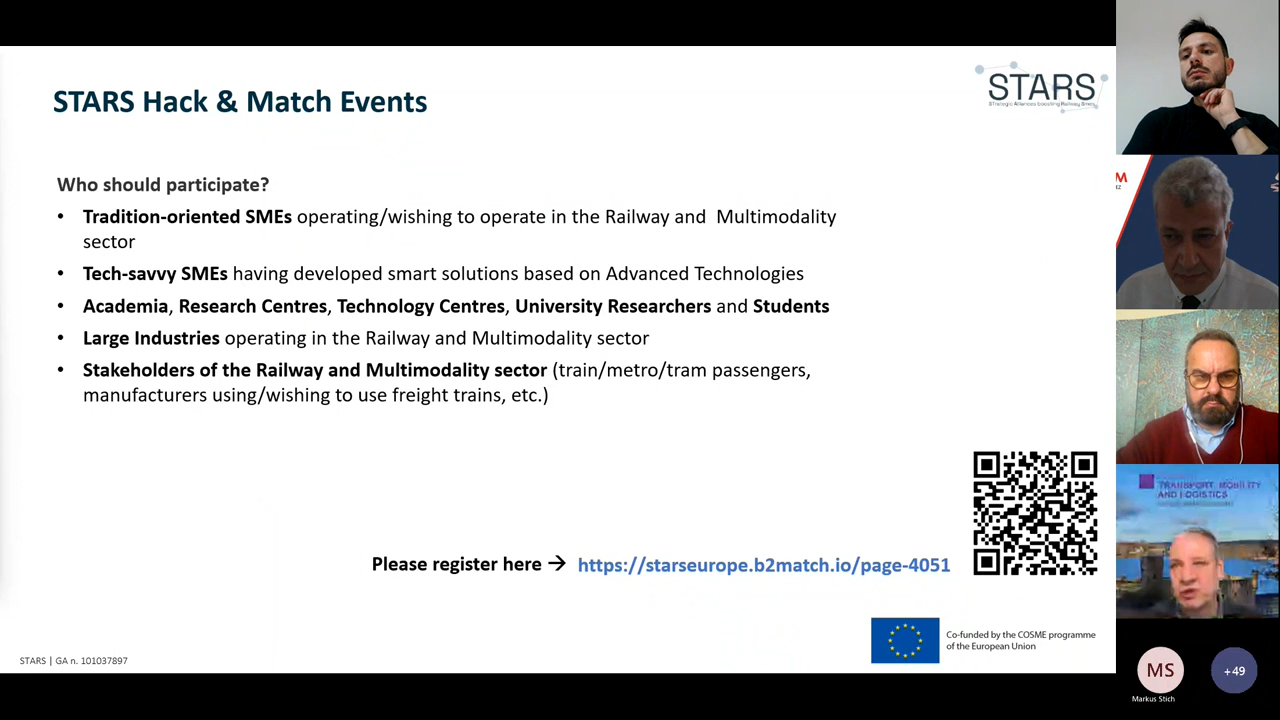 STARS Hack & Match Events
STARS
STrategic Alliances boosting Railway Smes
Who should participate?
• Tradition-oriented SMEs operating/wishing to operate in the Railway and Multimodality
sector
• Tech-savvy SMEs having developed smart solutions based on Advanced Technologies
• Academia, Research Centres, Technology Centres, University Researchers and Students
• Large Industries operating in the Railway and Multimodality sector
• Stakeholders of the Railway and Multimodality sector (train/metro/tram passengers,
manufacturers using/wishing to use freight trains, etc.)
Please register here → https://starseurope.b2match.io/page-4051
Co-funded by the COSME programme
of the European Union
STARS | GA n. 101037897
M
TRANSPORT, MOBILITY
AND LOGISTICS
MS
+49
Markus Stich